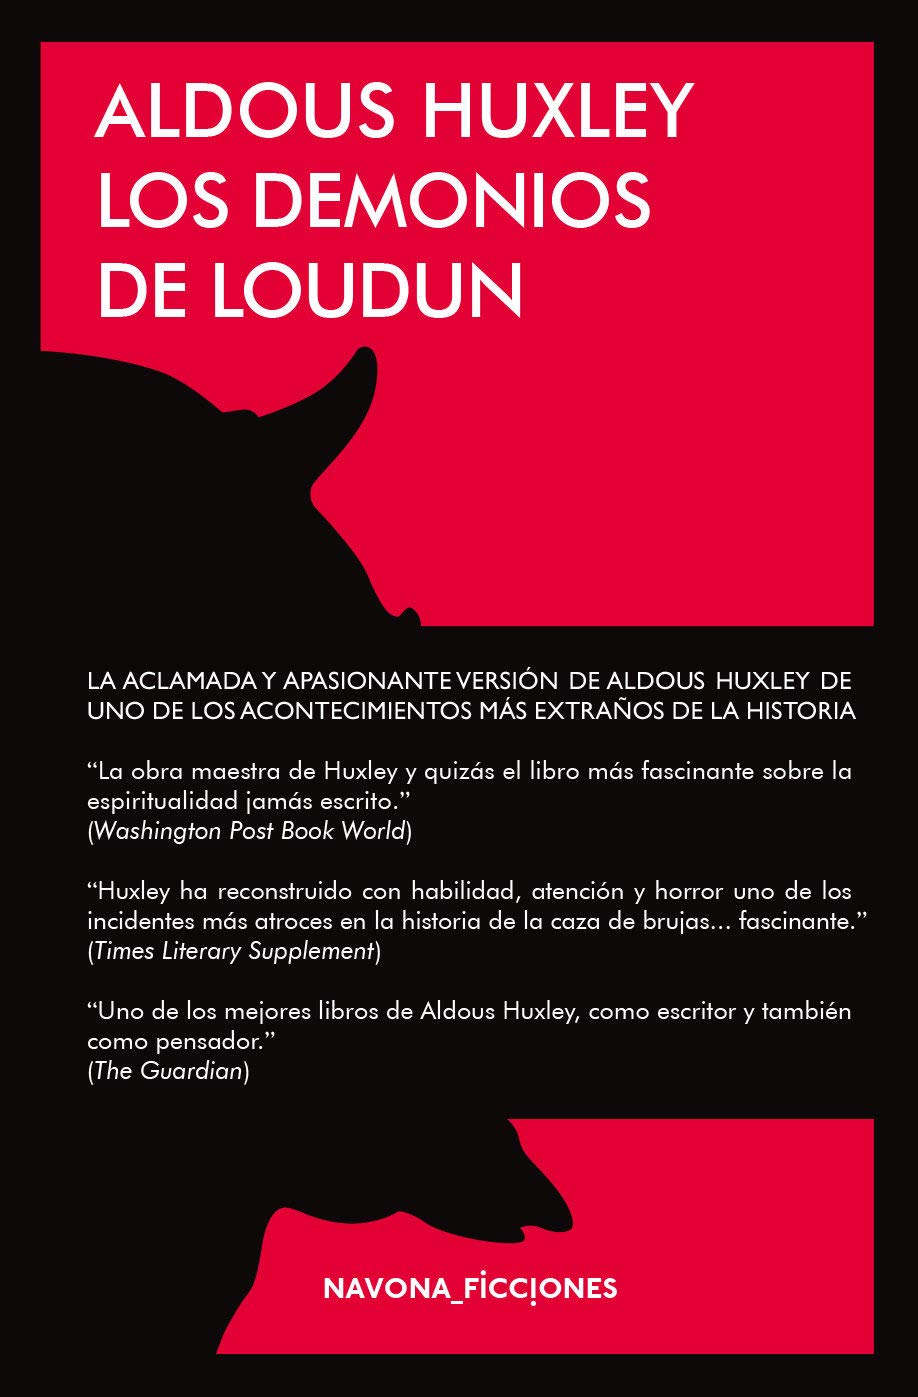 ALDOUS HUXLEY
LOS DEMONIOS
DE LOUDUN
LA ACLAMADA Y APASIONANTE VERSIÓN DE ALDOUS HUXLEY DE
UNO DE LOS ACONTECIMIENTOS MÁS EXTRAÑOS DE LA HISTORIA
“La obra maestra de Huxley y quizás el libro más fascinante sobre la
espiritualidad jamás escrito.”
(Washington Post Book World)
“Huxley ha reconstruido con habilidad, atención y horror uno de los
incidentes más atroces en la historia de la caza de brujas... fascinante.”
(Times Literary Supplement)
“Uno de los mejores libros de Aldous Huxley, como escritor y también
como pensador.”
(The Guardian)
NAVONA_FICCIONES